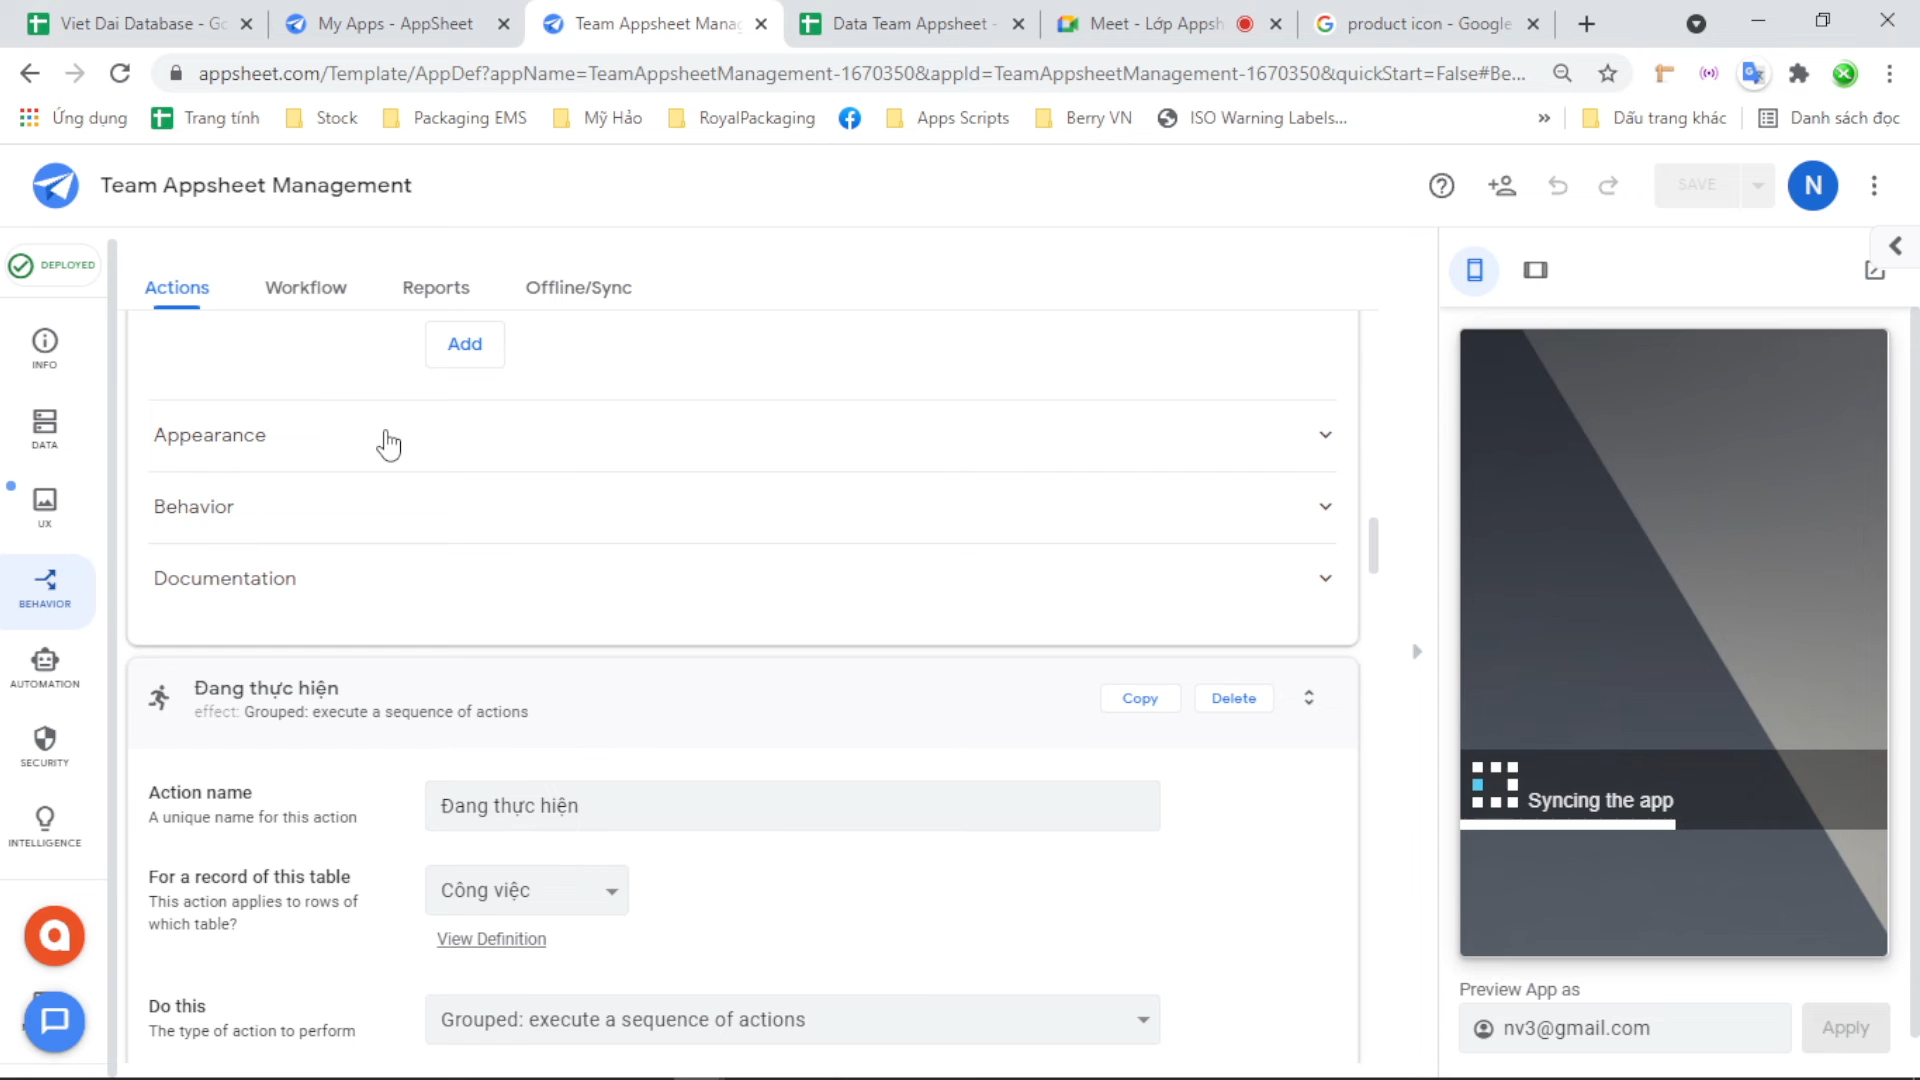 Viet Dai Database - Go
My Apps - AppSheet
Team Appsheet Manag
Data Team Appsheet -
Meet - Lớp Appsh
product icon - Google
appsheet.com/Template/AppDef?appName=TeamAppsheetManagement-1670350&appId=TeamAppsheetManagement-1670350&quickStart=False#Be...
Ứng dụng
Trang tính
Stock
Packaging EMS
Mỹ Hảo
RoyalPackaging
Apps Scripts
Berry VN
ISO Warning Labels...
»
Dấu trang khác
Danh sách đọc
Team Appsheet Management
SAVE
N
DEPLOYED
Actions
Workflow
Reports
Offline/Sync
INFO
DATA
UX
BEHAVIOR
AUTOMATION
SECURITY
INTELLIGENCE
Add
Appearance
Behavior
Documentation
Đang thực hiện
effect: Grouped: execute a sequence of actions
Copy
Delete
Action name
A unique name for this action
Đang thực hiện
For a record of this table
This action applies to rows of
which table?
Công việc
View Definition
Do this
The type of action to perform
Grouped: execute a sequence of actions
Syncing the app
Preview App as
nv3@gmail.com
Apply